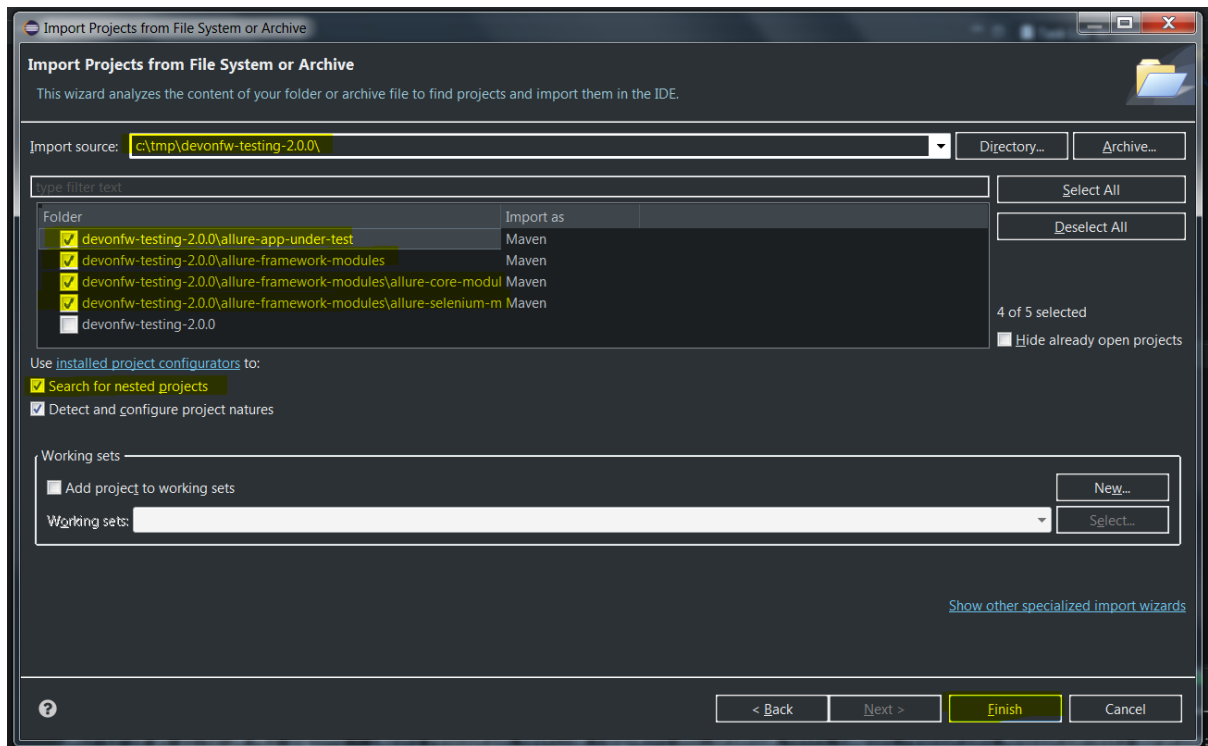 Import Projects from File System or Archive
Import Projects from File System or Archive
This wizard analyzes the content of your folder or archive file to find projects and import them in the IDE.
Import source: c:\tmp\devonfw-testing-2.0.0\ Directory... Archive...
type filter text Select All
Folder Import as Deselect All
devonfw-testing-2.0.0\allure-app-under-test Maven
devonfw-testing-2.0.0\allure-framework-modules Maven
devonfw-testing-2.0.0\allure-framework-modules\allure-core-modul Maven
devonfw-testing-2.0.0\allure-framework-modules\allure-selenium-m Maven
devonfw-testing-2.0.0
4 of 5 selected
Hide already open projects
Use installed project configurators to:
Search for nested projects
Detect and configure project natures
Working sets
Add project to working sets New...
Working sets: Select...
Show other specialized import wizards
< Back Next > Finish Cancel